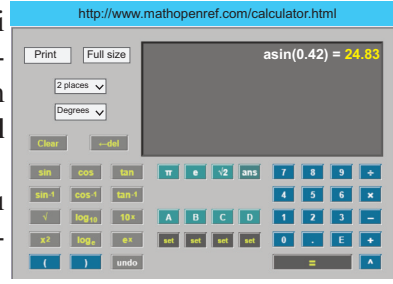 http://www.mathopenref.com/calculator.html
Print Full size asin(0.42) = 24.83
2 places
Degrees
Clear ←del
sin cos tan π e √2 ans 7 8 9 ÷
sin-1 cos-1 tan-1 4 5 6 ×
√ log10 10x A B C D 1 2 3 –
x2 loge ex set set set set 0 . E +
( ) undo = ^